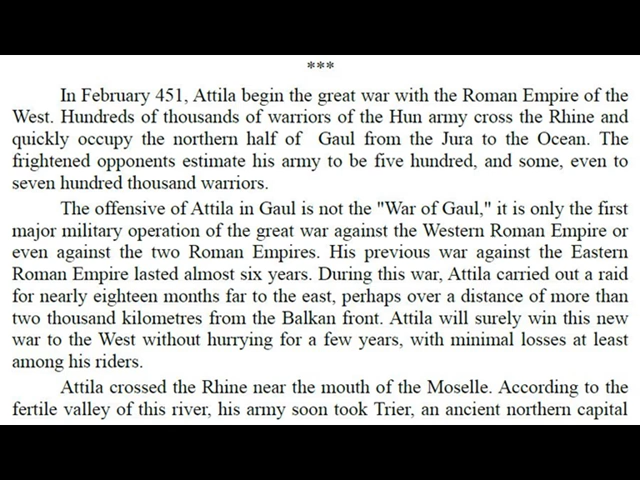 ***
In February 451, Attila begin the great war with the Roman Empire of the
West. Hundreds of thousands of warriors of the Hun army cross the Rhine and
quickly occupy the northern half of Gaul from the Jura to the Ocean. The
frightened opponents estimate his army to be five hundred, and some, even to
seven hundred thousand warriors.
The offensive of Attila in Gaul is not the "War of Gaul," it is only the first
major military operation of the great war against the Western Roman Empire or
even against the two Roman Empires. His previous war against the Eastern
Roman Empire lasted almost six years. During this war, Attila carried out a raid
for nearly eighteen months far to the east, perhaps over a distance of more than
two thousand kilometres from the Balkan front. Attila will surely win this new
war to the West without hurrying for a few years, with minimal losses at least
among his riders.
Attila crossed the Rhine near the mouth of the Moselle. According to the
fertile valley of this river, his army soon took Trier, an ancient northern capital